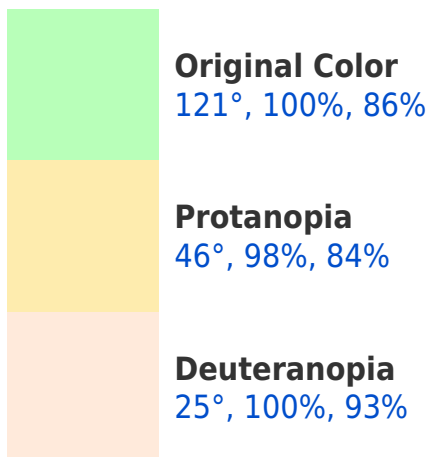 Original Color
121°, 100%, 86%
Protanopia
46°, 98%, 84%
Deuteranopia
25°, 100%, 93%